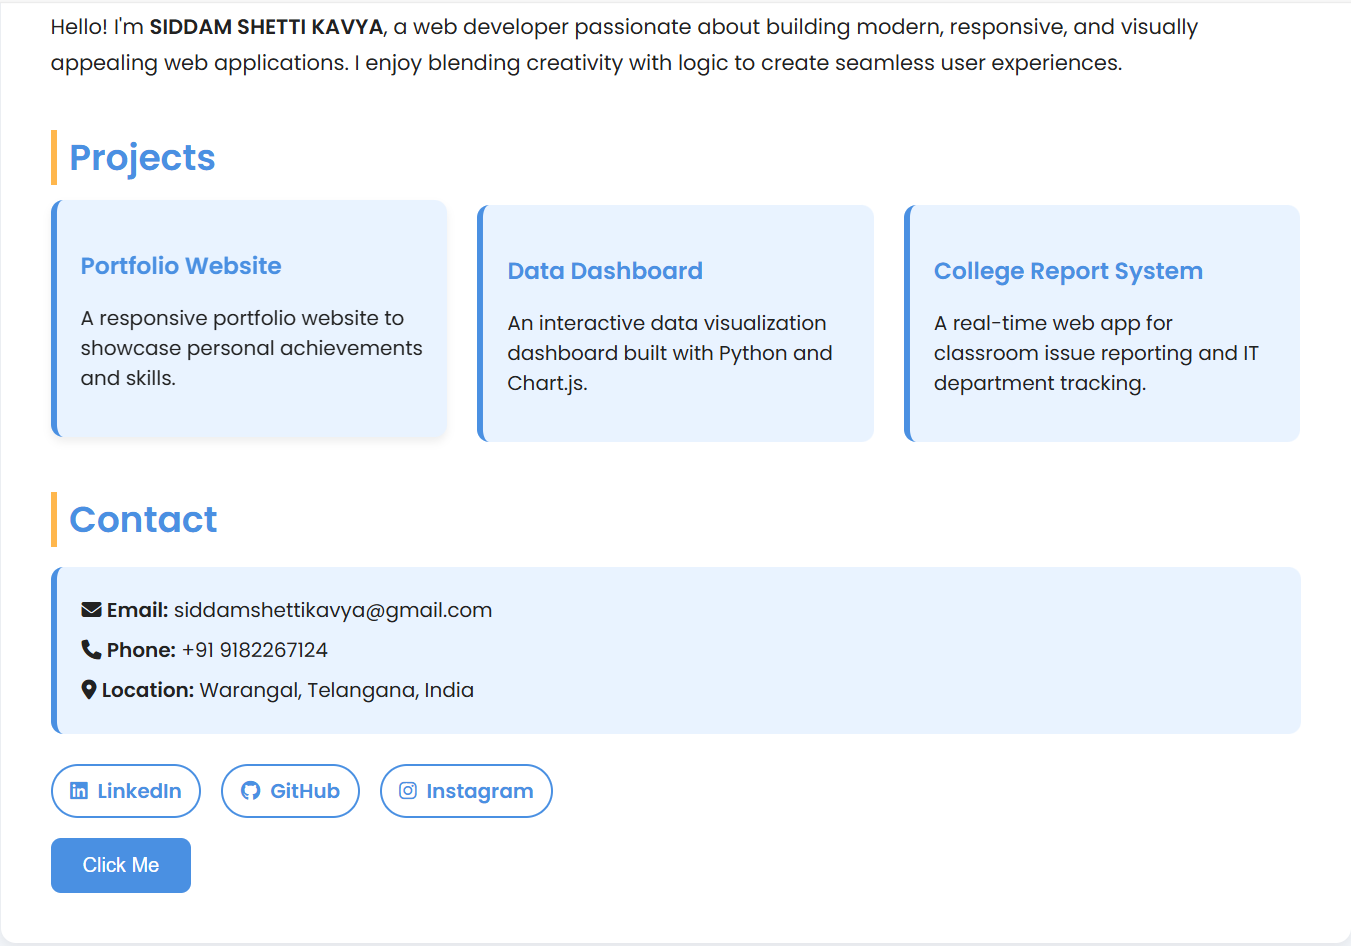 Hello! I'm SIDDAM SHETTI KAVYA, a web developer passionate about building modern, responsive, and visually
appealing web applications. I enjoy blending creativity with logic to create seamless user experiences.
Projects
Portfolio Website
A responsive portfolio website to
showcase personal achievements
and skills.
Data Dashboard
An interactive data visualization
dashboard built with Python and
Chart.js.
College Report System
A real-time web app for
classroom issue reporting and IT
department tracking.
Contact
Email: siddamshettikavya@gmail.com
Phone: +91 9182267124
Location: Warangal, Telangana, India
LinkedIn
GitHub
Instagram
Click Me